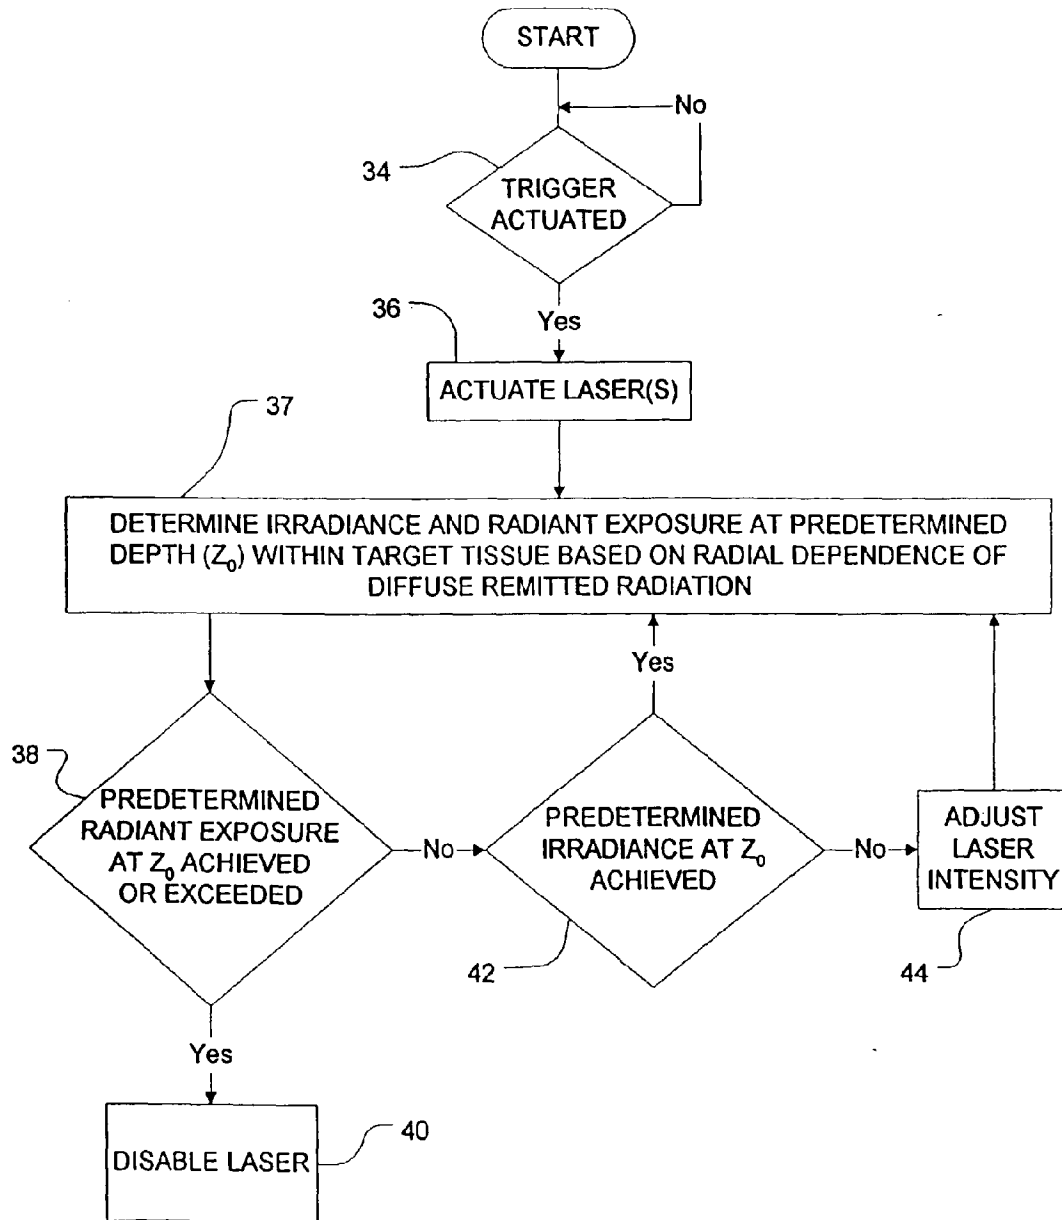 START
No
34
TRIGGER
ACTUATED
36
Yes
ACTUATE LASER(S)
37
DETERMINE IRRADIANCE AND RADIANT EXPOSURE AT PREDETERMINED
DEPTH (Z₀) WITHIN TARGET TISSUE BASED ON RADIAL DEPENDENCE OF
DIFFUSE REMITTED RADIATION
Yes
38
PREDETERMINED
RADIANT EXPOSURE
AT Z₀ ACHIEVED
OR EXCEEDED
No
PREDETERMINED
IRRADIANCE AT Z₀
ACHIEVED
No
ADJUST
LASER
INTENSITY
42
44
Yes
40
DISABLE LASER